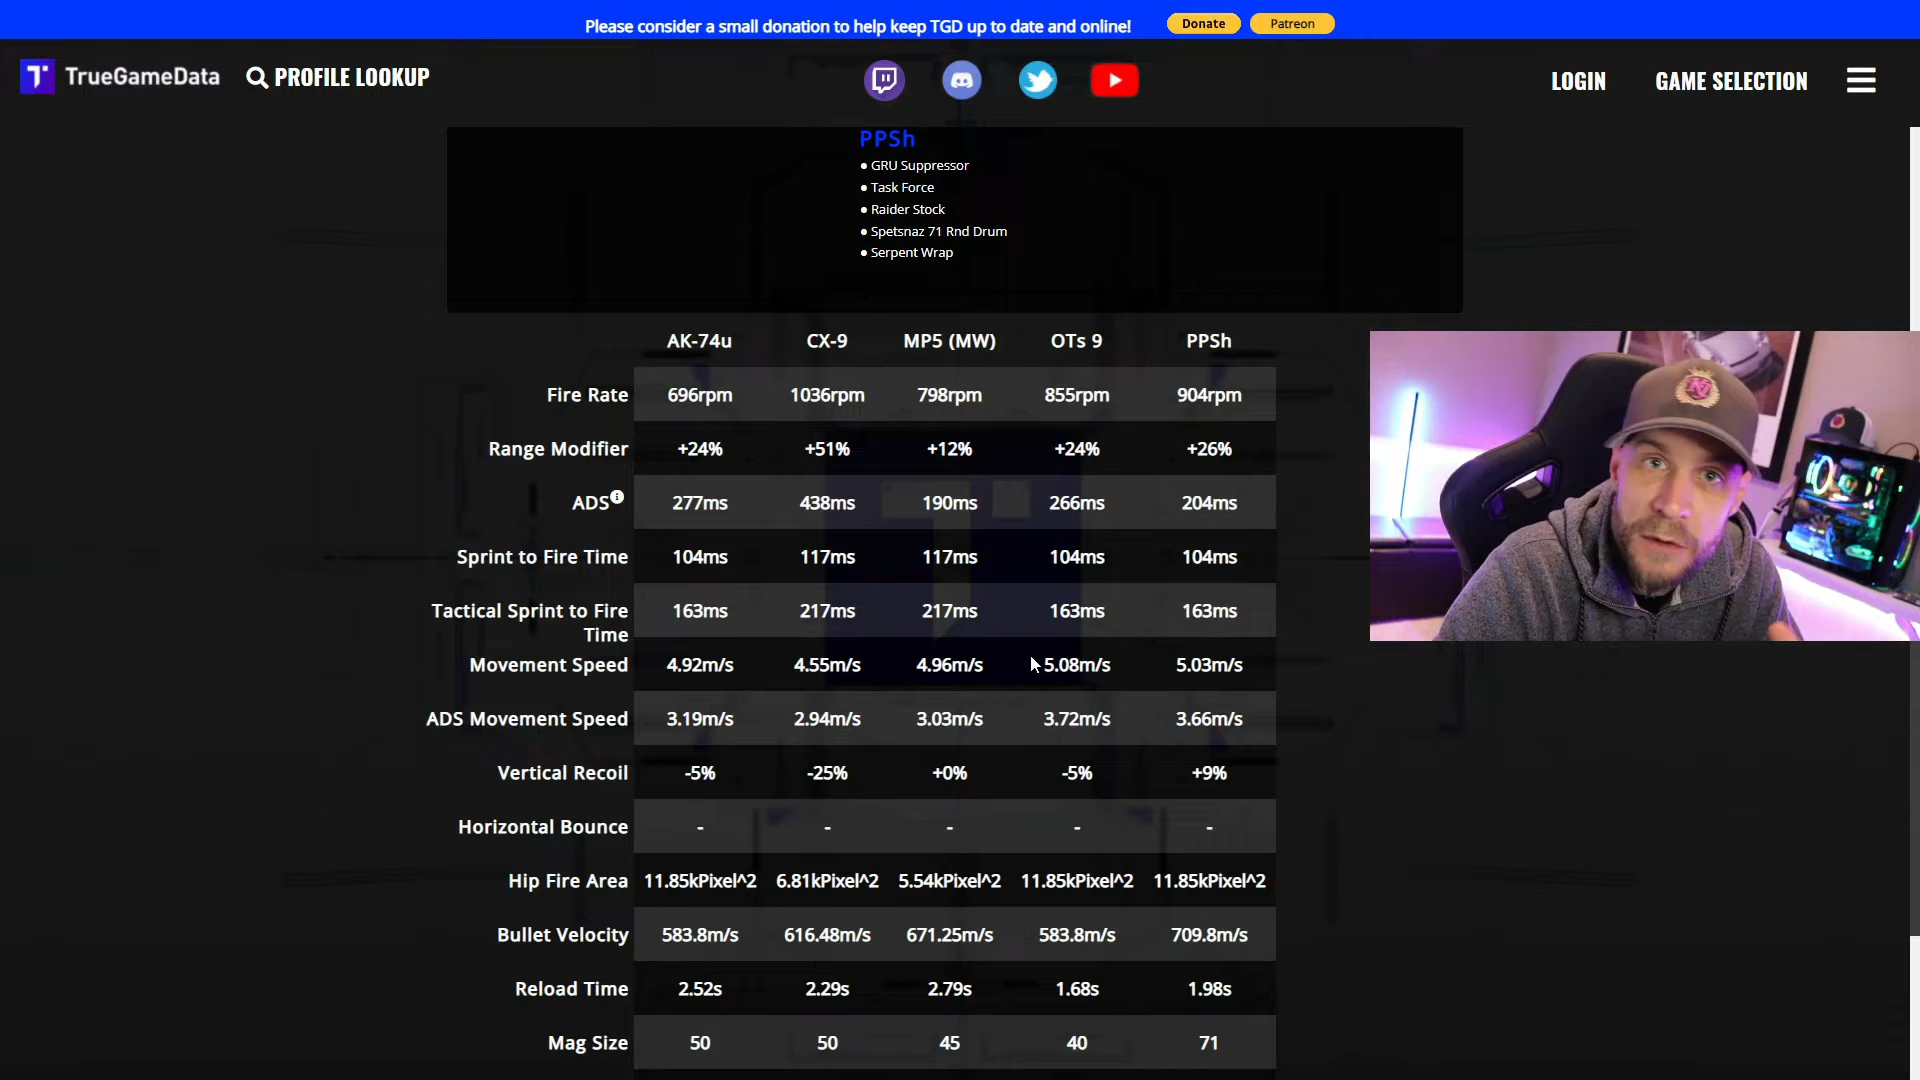 Please consider a small donation to help keep TGD up to date and online! Donate Patreon
TrueGameData PROFILE LOOKUP LOGIN GAME SELECTION
PPSh
• GRU Suppressor
• Task Force
• Raider Stock
• Spetsnaz 71 Rnd Drum
• Serpent Wrap
AK-74u CX-9 MP5 (MW) OTs 9 PPSh
Fire Rate 696rpm 1036rpm 798rpm 855rpm 904rpm
Range Modifier +24% +51% +12% +24% +26%
ADS 277ms 438ms 190ms 266ms 204ms
Sprint to Fire Time 104ms 117ms 117ms 104ms 104ms
Tactical Sprint to Fire 163ms 217ms 217ms 163ms 163ms
Time
Movement Speed 4.92m/s 4.55m/s 4.96m/s 5.08m/s 5.03m/s
ADS Movement Speed 3.19m/s 2.94m/s 3.03m/s 3.72m/s 3.66m/s
Vertical Recoil -5% -25% +0% -5% +9%
Horizontal Bounce - - - - -
Hip Fire Area 11.85kPixel^2 6.81kPixel^2 5.54kPixel^2 11.85kPixel^2 11.85kPixel^2
Bullet Velocity 583.8m/s 616.48m/s 671.25m/s 583.8m/s 709.8m/s
Reload Time 2.52s 2.29s 2.79s 1.68s 1.98s
Mag Size 50 50 45 40 71